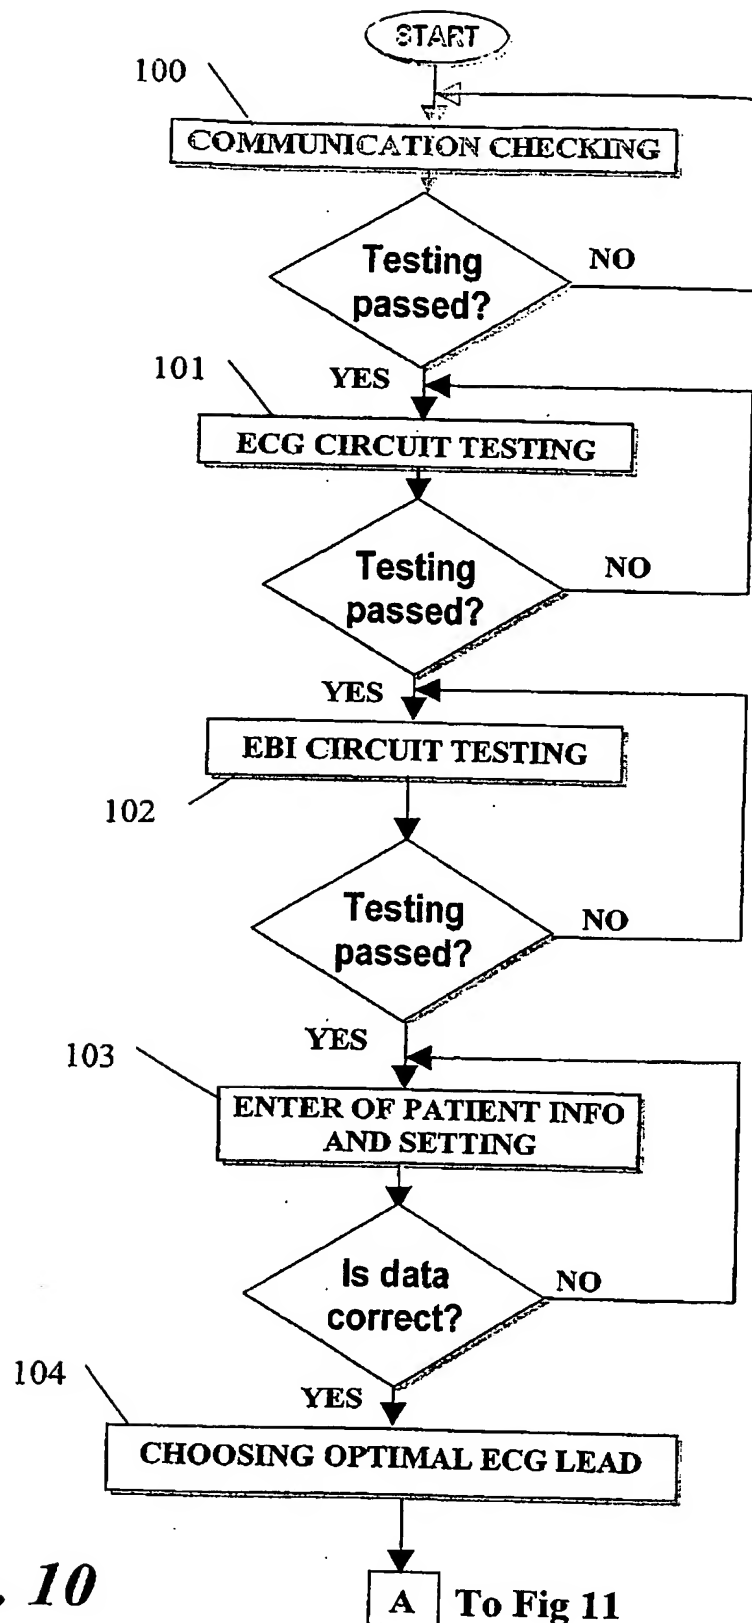 START
100
COMMUNICATION CHECKING
Testing
passed?
NO
YES
101
ECG CIRCUIT TESTING
Testing
passed?
NO
YES
EBI CIRCUIT TESTING
102
Testing
passed?
NO
YES
103
ENTER OF PATIENT INFO
AND SETTING
Is data
correct?
NO
YES
104
CHOOSING OPTIMAL ECG LEAD
. 10
A To Fig 11